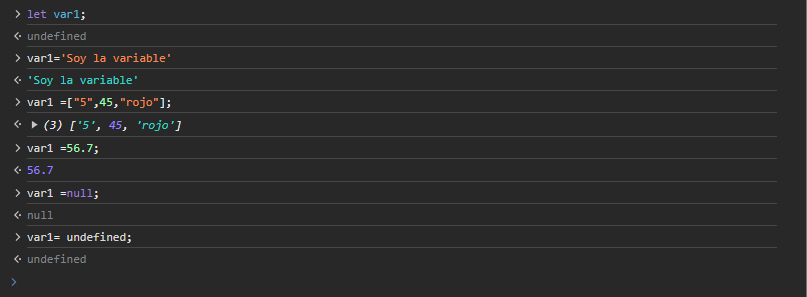 > let var1;
< undefined
> var1='Soy la variable'
< 'Soy la variable'
> var1 =["5",45,"rojo"];
< ▶ (3) ['5', 45, 'rojo']
> var1 =56.7;
< 56.7
> var1 =null;
< null
> var1= undefined;
< undefined
>